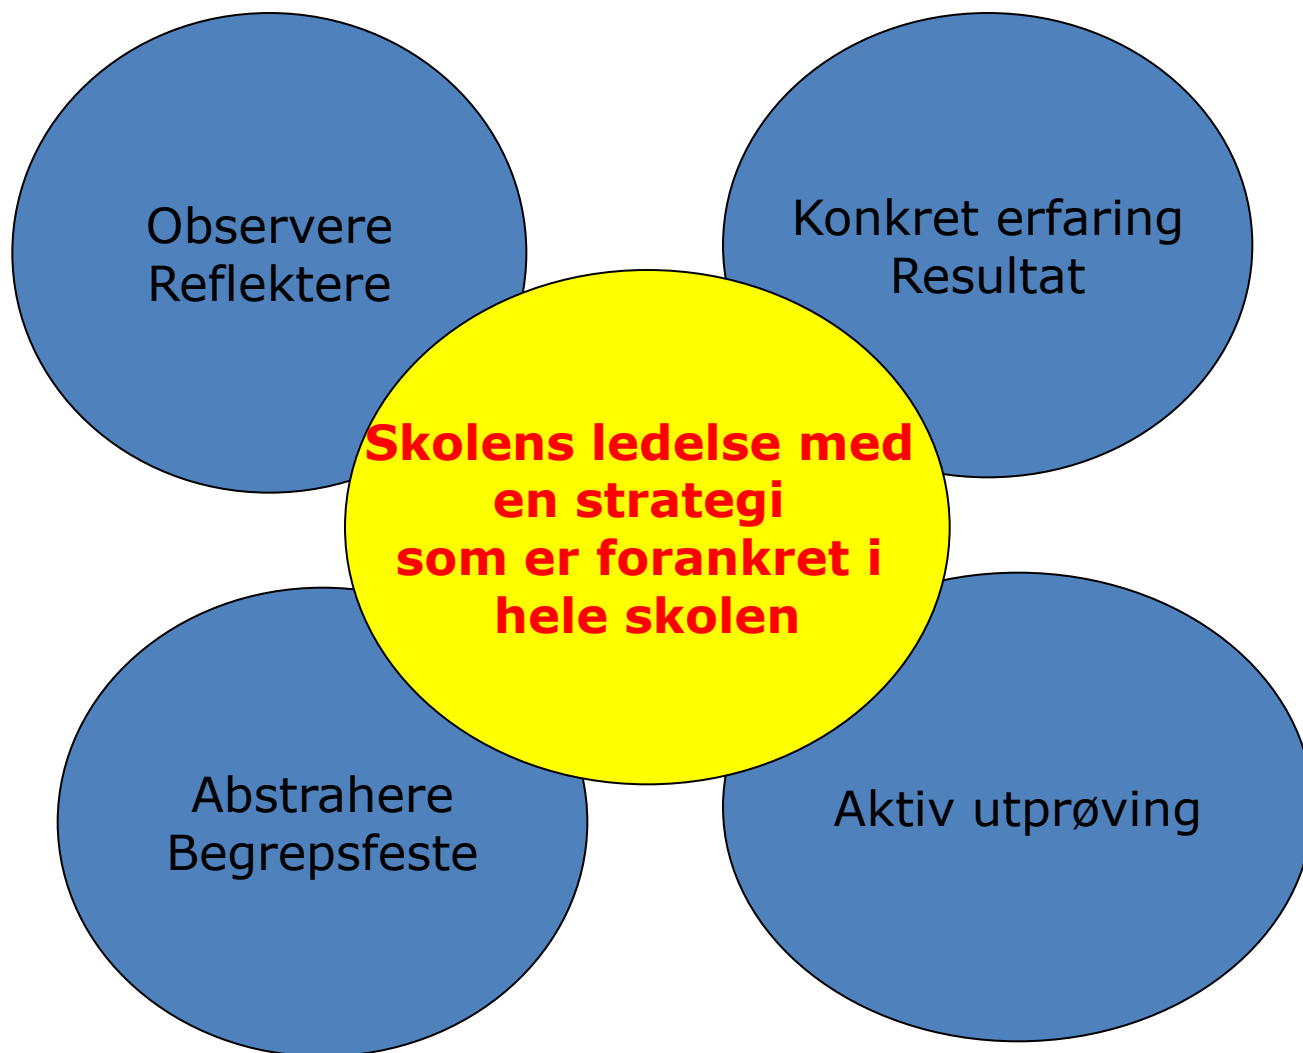 Observere
Reflektere
Konkret erfaring
Resultat
Skolens ledelse med
en strategi
som er forankret i
hele skolen
Abstrahere
Begrepsfeste
Aktiv utprøving